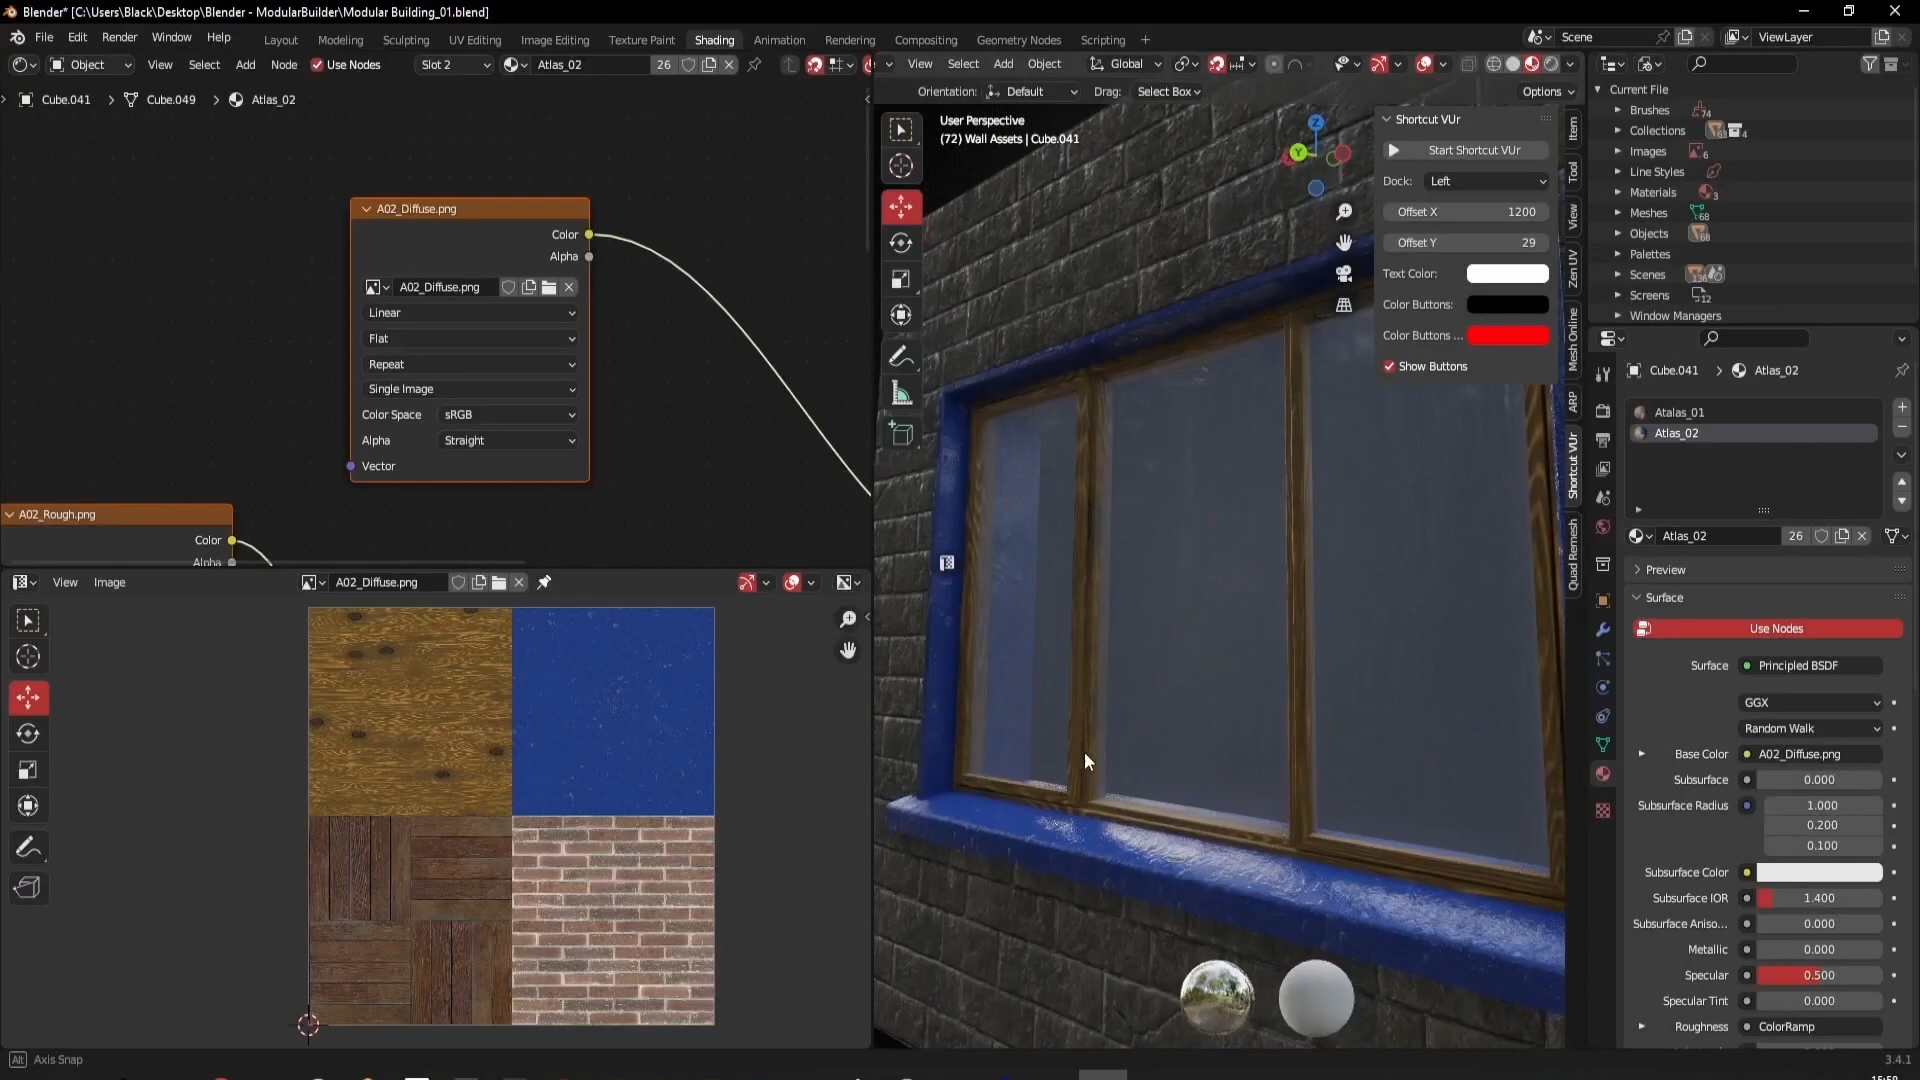 Blender* [C:\Users\Black\Desktop\Blender - ModularBuilder\Modular Building_01.blend]
File Edit Render Window Help
Layout Modeling Sculpting UV Editing Image Editing Texture Paint Shading Animation Rendering Compositing Geometry Nodes Scripting +
Scene
ViewLayer
Object View Select Add Node Use Nodes Slot 2 Atlas_02 26
View Select Add Object Global
Orientation: Default Drag: Select Box Options
Cube.041 > Cube.049 > Atlas_02
A02_Diffuse.png
Color
Alpha
A02_Diffuse.png
Linear
Flat
Repeat
Single Image
Color Space sRGB
Alpha Straight
Vector
A02_Rough.png
Color
Alpha
View Image A02_Diffuse.png
User Perspective
(72) Wall Assets | Cube.041
Z
Y
Shortcut VUr
Start Shortcut VUr
Dock: Left
Offset X 1200
Offset Y 29
Text Color:
Color Buttons:
Color Buttons ...
Show Buttons
Item
Tool
View
Zen UV
Mesh Online
ARP
Shortcut VUr
Quad Remesh
Current File
Brushes 74
Collections 63 4
Images 6
Line Styles
Materials 3
Meshes 68
Objects 68
Palettes
Scenes 136
Screens 12
Window Managers
Cube.041 > Atlas_02
Atalas_01
Atlas_02
Atlas_02 26
Preview
Surface
Use Nodes
Surface Principled BSDF
GGX
Random Walk
Base Color A02_Diffuse.png
Subsurface 0.000
Subsurface Radius 1.000
0.200
0.100
Subsurface Color
Subsurface IOR 1.400
Subsurface Aniso... 0.000
Metallic 0.000
Specular 0.500
Specular Tint 0.000
Roughness ColorRamp
Alt Axis Snap
3.4.1